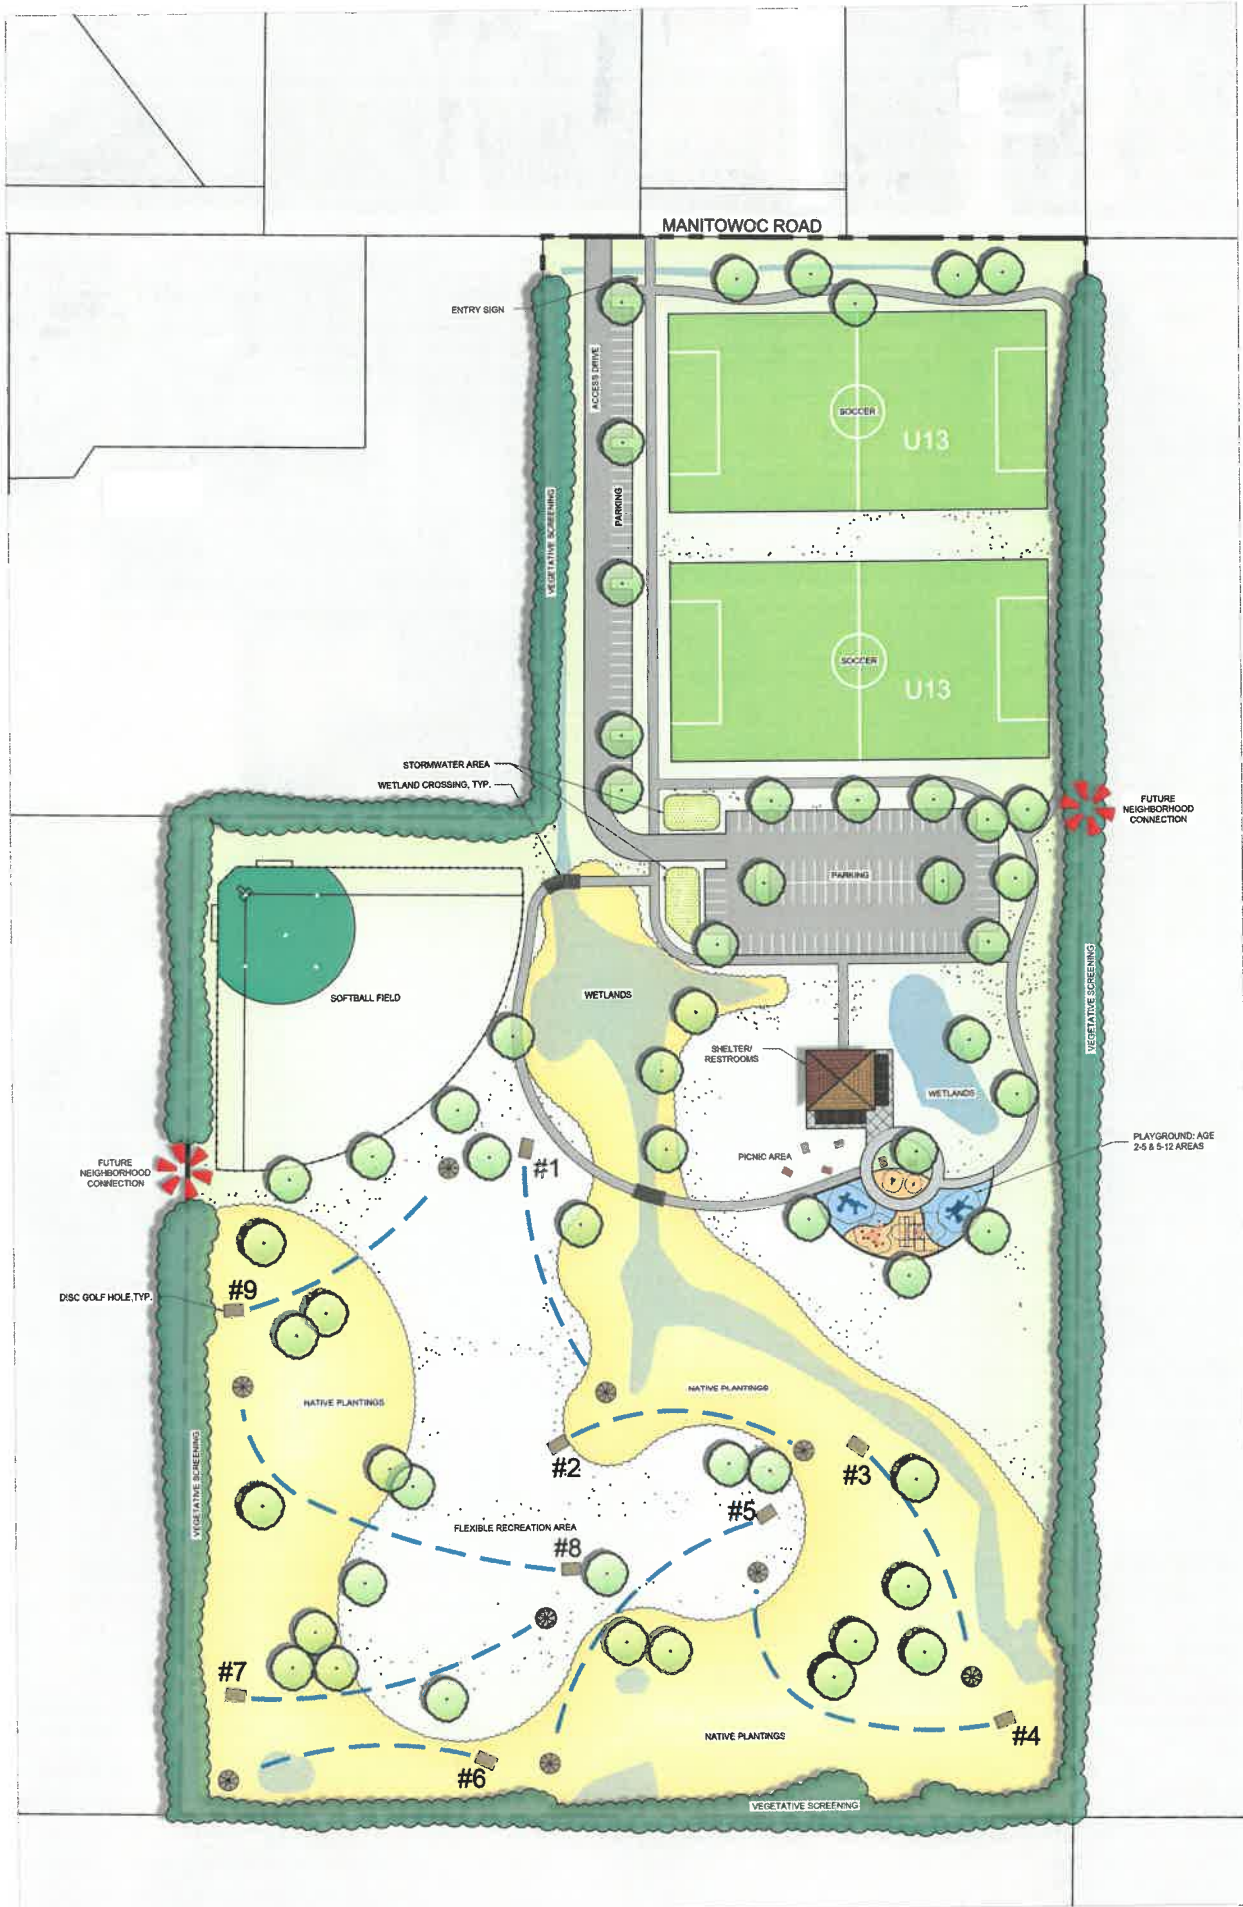 MANITOWOC ROAD
ENTRY SIGN
ACCESS DRIVE
SOCCER
U13
PARKING
VEGETATIVE SCREENING
SOCCER
U13
STORMWATER AREA
WETLAND CROSSING, TYP.
FUTURE
NEIGHBORHOOD
CONNECTION
PARKING
SOFTBALL FIELD
WETLANDS
VEGETATIVE SCREENING
SHELTER/
RESTROOMS
WETLANDS
PLAYGROUND: AGE
2-5 & 5-12 AREAS
PICNIC AREA
FUTURE
NEIGHBORHOOD
CONNECTION
#1
#9
DISC GOLF HOLE, TYP.
NATIVE PLANTINGS
NATIVE PLANTINGS
#2
#3
VEGETATIVE SCREENING
#5
FLEXIBLE RECREATION AREA
#8
#7
#4
NATIVE PLANTINGS
#6
VEGETATIVE SCREENING